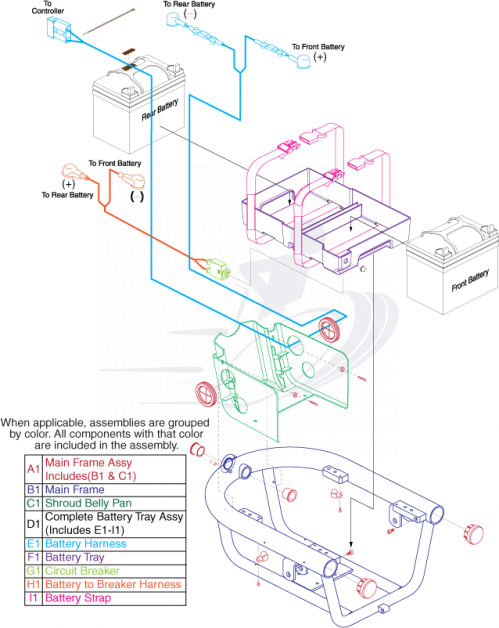 To
Controller
To Rear Battery
(−)
To Front Battery
(+)
Rear Battery
To Front Battery
(+)
To Rear Battery
(−)
Front Battery
When applicable, assemblies are grouped
by color. All components with that color
are included in the assembly.
A1 Main Frame Assy
Includes(B1 & C1)
B1 Main Frame
C1 Shroud Belly Pan
D1 Complete Battery Tray Assy
(Includes E1-I1)
E1 Battery Harness
F1 Battery Tray
G1 Circuit Breaker
H1 Battery to Breaker Harness
I1 Battery Strap